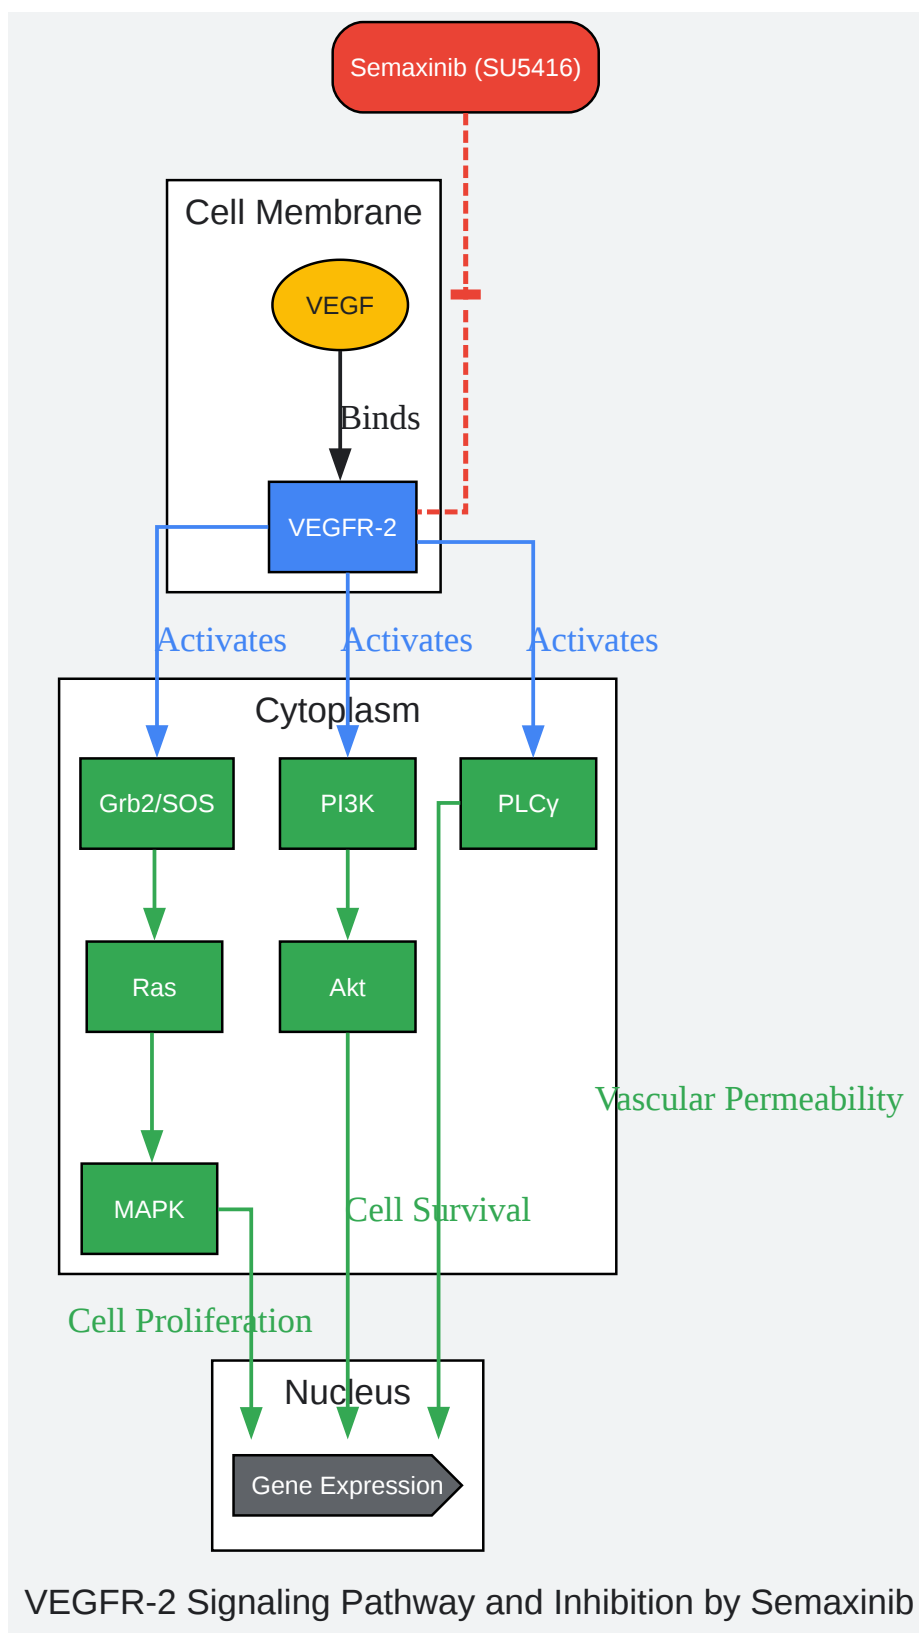 Semaxinib (SU5416)
Cell Membrane
VEGF
Binds
VEGFR-2
Activates
Activates
Activates
Cytoplasm
Grb2/SOS
PI3K
PLCγ
Ras
Akt
Vascular Permeability
MAPK
Cell Survival
Cell Proliferation
Nucleus
Gene Expression
VEGFR-2 Signaling Pathway and Inhibition by Semaxinib